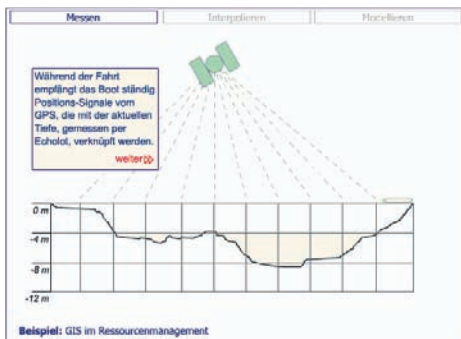 Messen Interpolieren Modellieren
Während der Fahrt
empfängt das Boot ständig
Positions-Signale vom
GPS, die mit der aktuellen
Tiefe, gemessen per
Echolot, verknüpft werden.
weiter
0 m
-4 m
-8 m
-12 m
Beispiel: GIS im Ressourcenmanagement